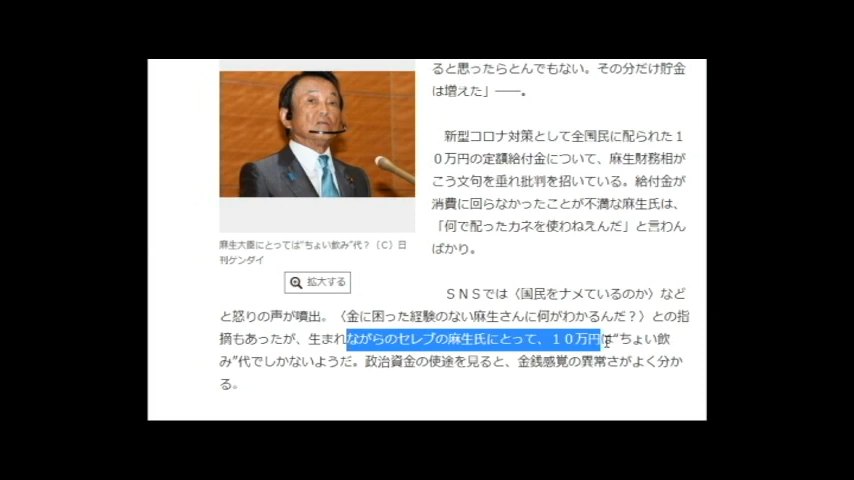 ると思ったらとんでもない。その分だけ貯金
は増えた」――。
新型コロナ対策として全国民に配られた１
０万円の定額給付金について、麻生財務相が
こう文句を垂れ批判を招いている。給付金が
消費に回らなかったことが不満な麻生氏は、
「何で配ったカネを使わねえんだ」と言わん
ばかり。
麻生大臣にとっては“ちょい飲み”代？（Ｃ）日
刊ゲンダイ
拡大する
ＳＮＳでは〈国民をナメているのか〉など
と怒りの声が噴出。〈金に困った経験のない麻生さんに何がわかるんだ？〉との指
摘もあったが、生まれながらのセレブの麻生氏にとって、１０万円は“ちょい飲
み”代でしかないようだ。政治資金の使途を見ると、金銭感覚の異常さがよく分か
る。